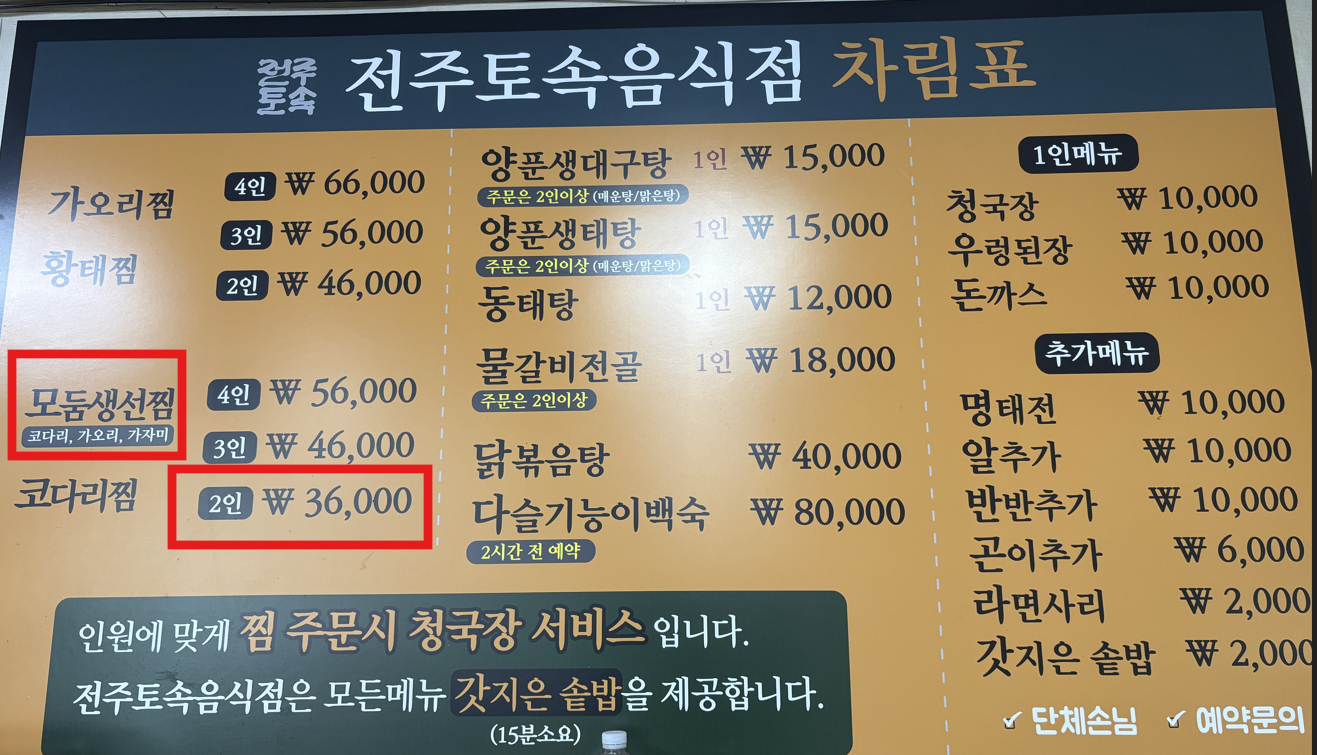 전주
토속
전주토속음식점 차림표
가오리찜
황태찜
4인 ₩ 66,000
3인 ₩ 56,000
2인 ₩ 46,000
모둠생선찜
코다리, 가오리, 가자미
코다리찜
4인 ₩ 56,000
3인 ₩ 46,000
2인 ₩ 36,000
양푼생대구탕 1인 ₩ 15,000
주문은 2인이상 (매운탕/맑은탕)
양푼생태탕 1인 ₩ 15,000
주문은 2인이상 (매운탕/맑은탕)
동태탕 1인 ₩ 12,000
물갈비전골 1인 ₩ 18,000
주문은 2인이상
닭볶음탕 ₩ 40,000
다슬기능이백숙 ₩ 80,000
2시간 전 예약
1인메뉴
청국장 ₩ 10,000
우렁된장 ₩ 10,000
돈까스 ₩ 10,000
추가메뉴
명태전 ₩ 10,000
알추가 ₩ 10,000
반반추가 ₩ 10,000
곤이추가 ₩ 6,000
라면사리 ₩ 2,000
갓지은 솥밥 ₩ 2,000
단체손님 예약문의
인원에 맞게 찜 주문시 청국장 서비스 입니다.
전주토속음식점은 모든메뉴 갓지은 솥밥을 제공합니다.
(15분소요)